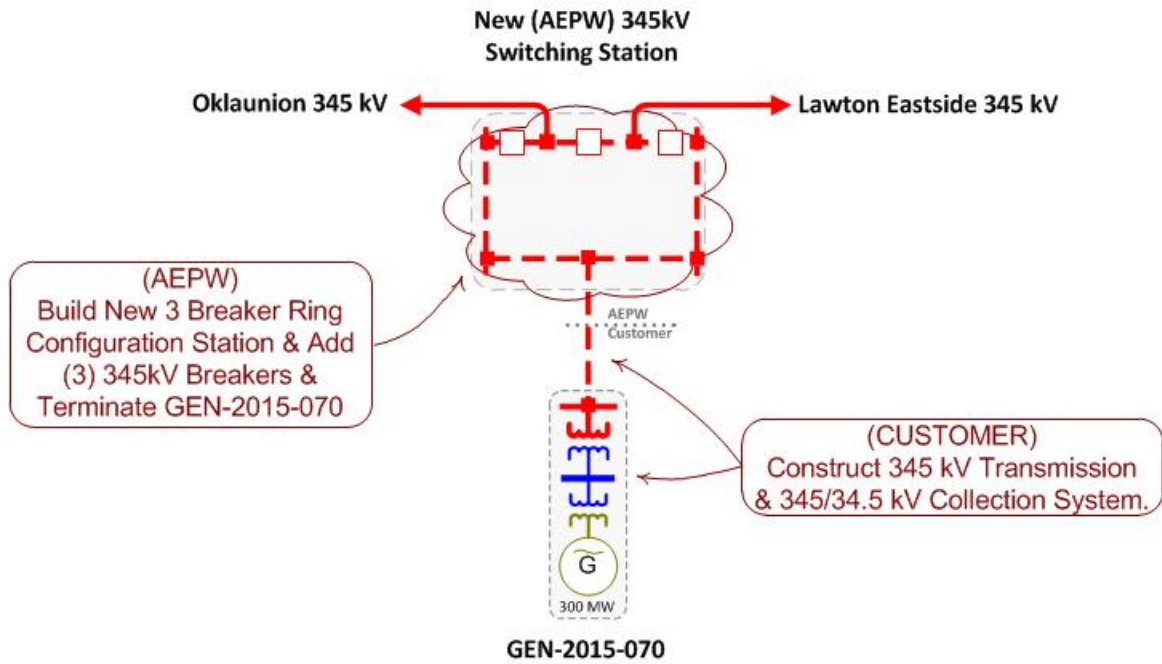 New (AEPW) 345kV
Switching Station
Oklaunion 345 kV
Lawton Eastside 345 kV
(AEPW)
Build New 3 Breaker Ring
Configuration Station & Add
(3) 345kV Breakers &
Terminate GEN-2015-070
AEPW
Customer
(CUSTOMER)
Construct 345 kV Transmission
& 345/34.5 kV Collection System.
G
300 MW
GEN-2015-070